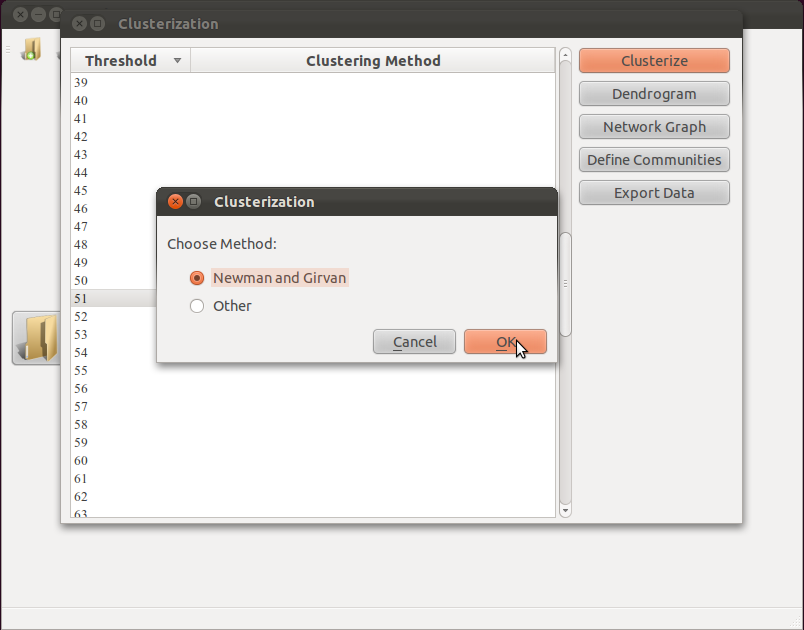 Clusterization
Threshold Clustering Method
39
40
41
42
43
44
45
46
47
48
49
50
51
52
53
54
55
56
57
58
59
60
61
62
63
Clusterize
Dendrogram
Network Graph
Define Communities
Export Data
Clusterization
Choose Method:
Newman and Girvan
Other
Cancel OK